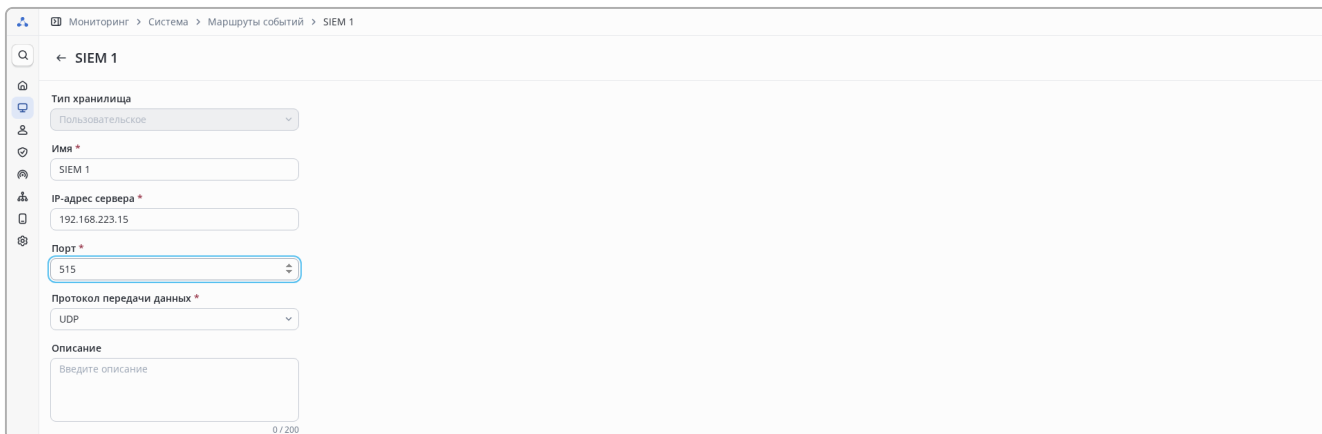 Мониторинг > Система > Маршруты событий > SIEM 1
← SIEM 1
Тип хранилища
Пользовательское
Имя *
SIEM 1
IP-адрес сервера *
192.168.223.15
Порт *
515
Протокол передачи данных *
UDP
Описание
Введите описание
0 / 200